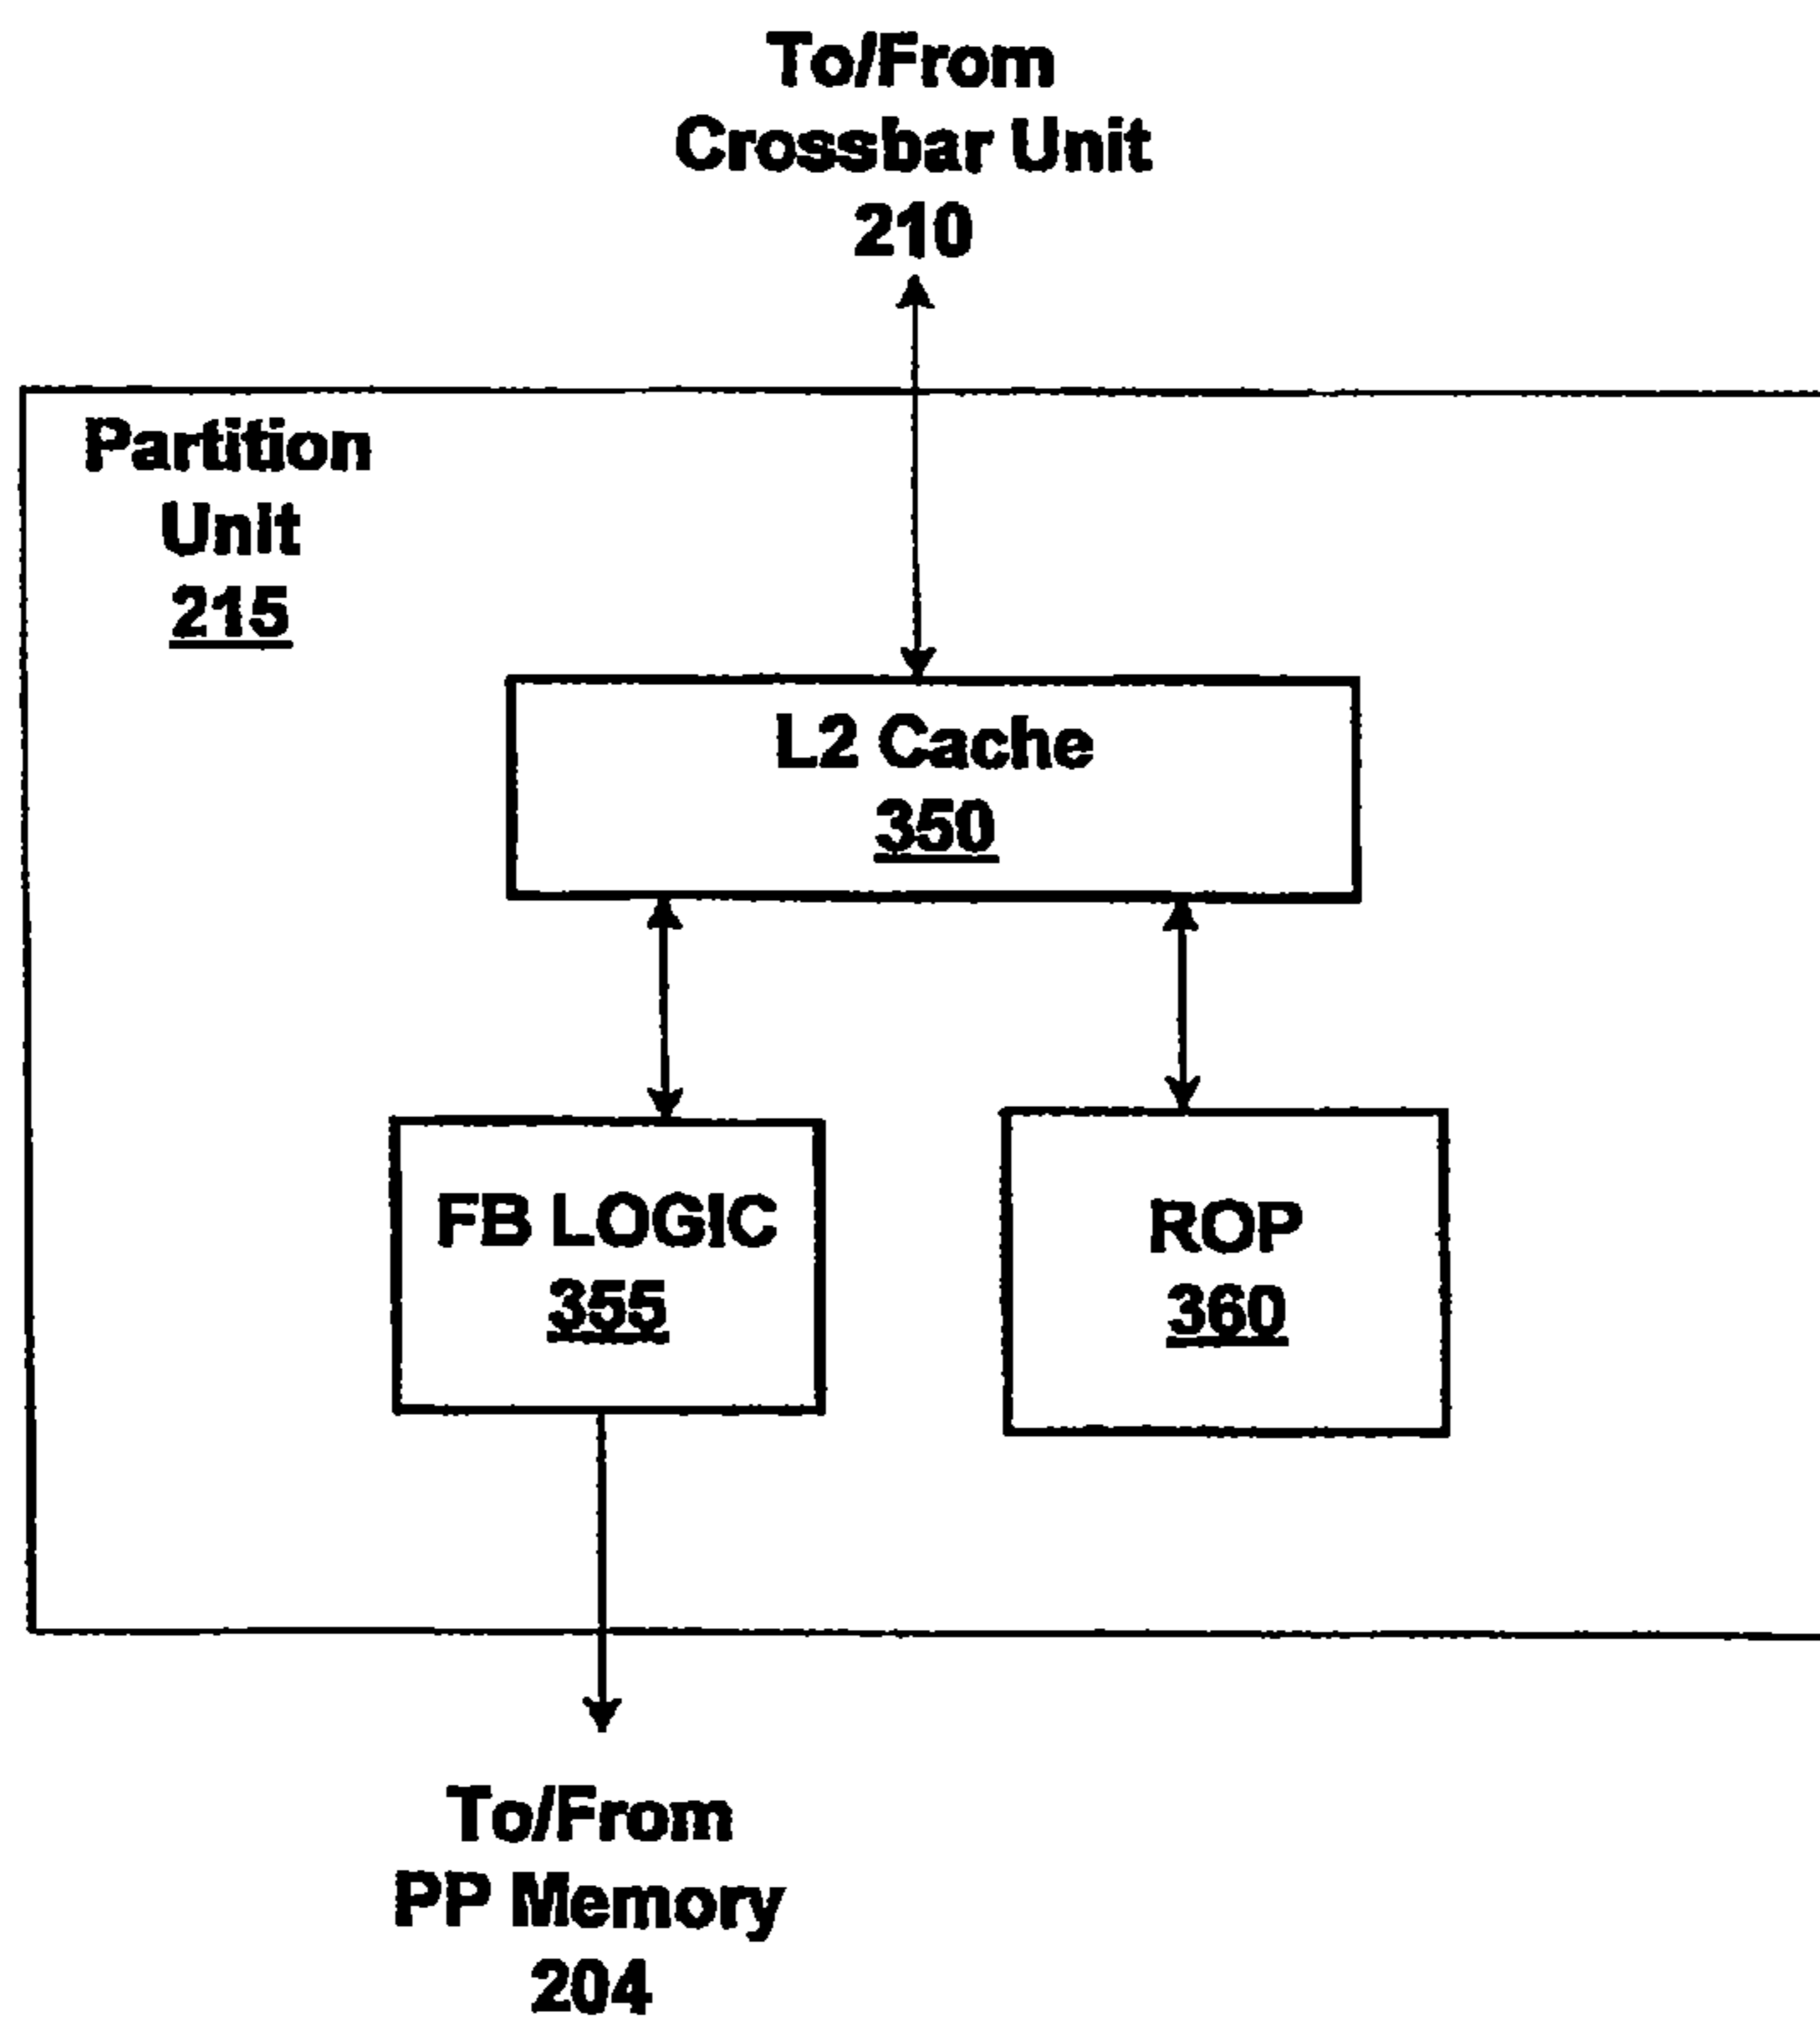 To/From
Crossbar Unit
210
Partition
Unit
215
L2 Cache
350
FB LOGIC
355
ROP
360
To/From
PP Memory
204